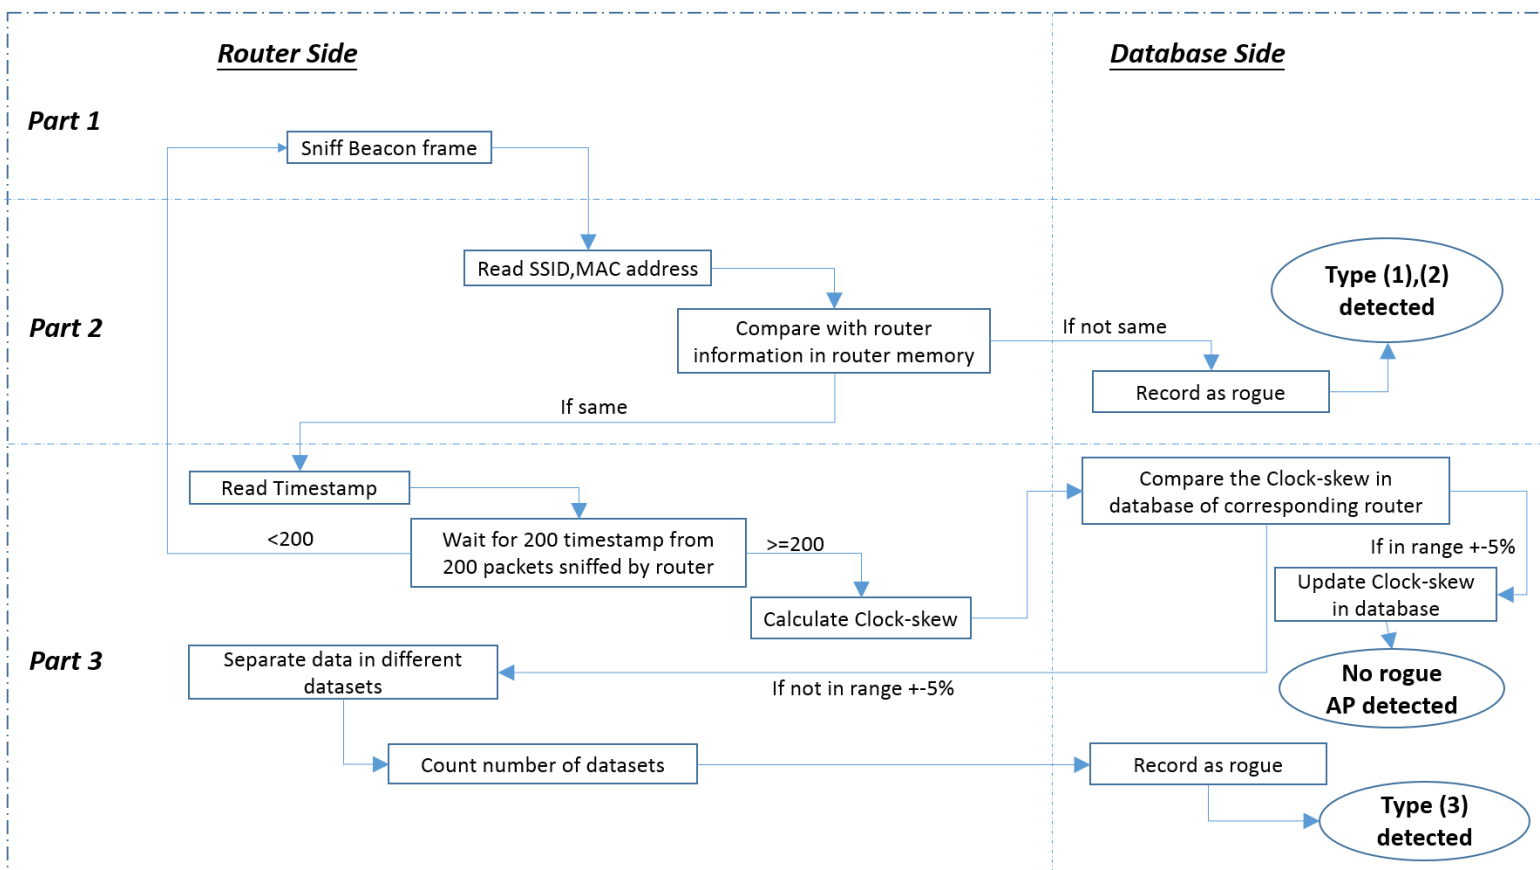 Router Side
Database Side
Part 1
Sniff Beacon frame
Read SSID,MAC address
Type (1),(2)
detected
Part 2
Compare with router
information in router memory
If not same
Record as rogue
If same
Read Timestamp
Compare the Clock-skew in
database of corresponding router
<200
Wait for 200 timestamp from
200 packets sniffed by router
>=200
If in range +-5%
Update Clock-skew
in database
Calculate Clock-skew
Part 3
Separate data in different
datasets
If not in range +-5%
No rogue
AP detected
Count number of datasets
Record as rogue
Type (3)
detected